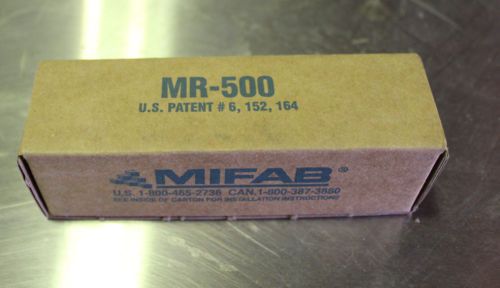 MR-500
U.S. PATENT # 6, 152, 164
MIFAB®
U.S. 1-800-465-2736 CAN.1-800-387-3880
SEE INSIDE OF CARTON FOR INSTALLATION INSTRUCTIONS